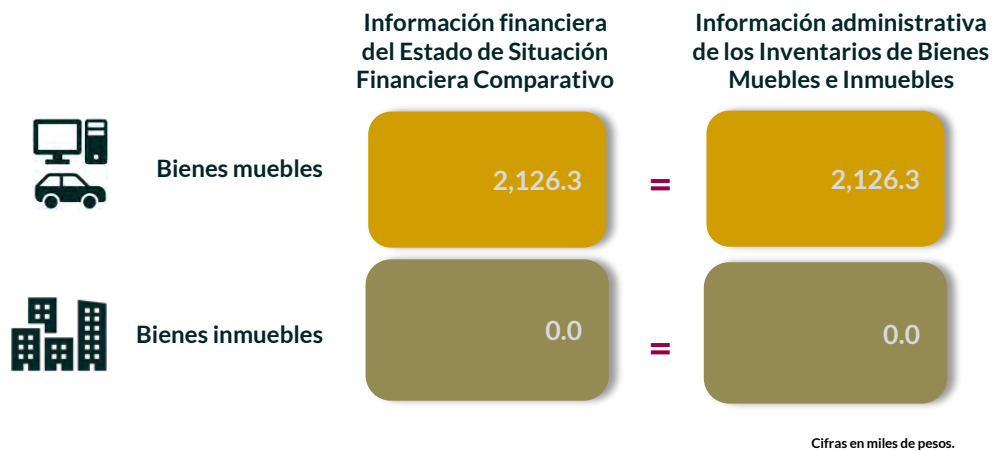 Información financiera
del Estado de Situación
Financiera Comparativo
Información administrativa
de los Inventarios de Bienes
Muebles e Inmuebles
Bienes muebles
2,126.3
=
2,126.3
Bienes inmuebles
0.0
=
0.0
Cifras en miles de pesos.